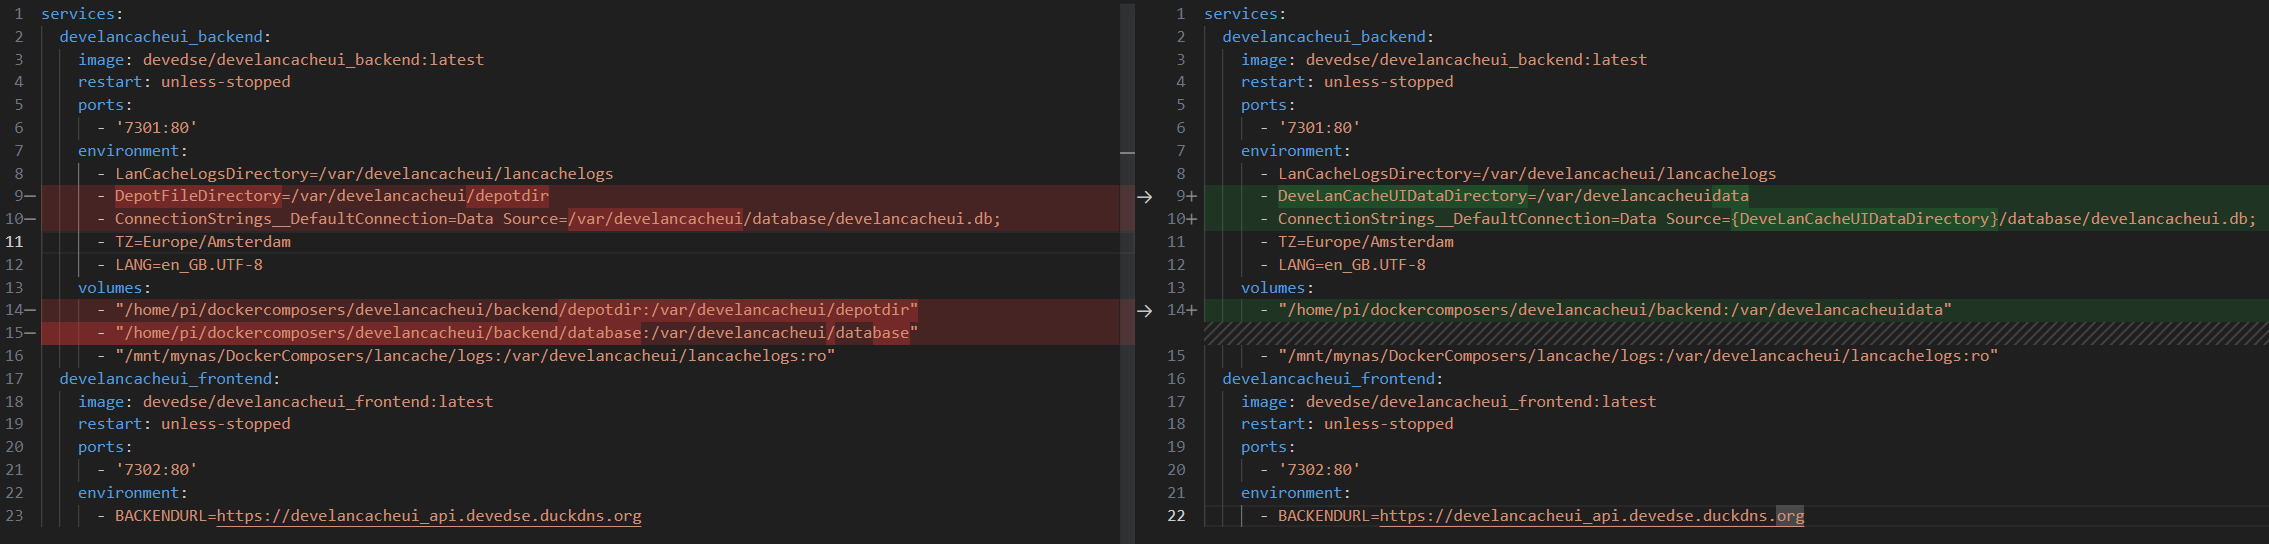 1 services:
2   develancacheui_backend:
3     image: devedse/develancacheui_backend:latest
4     restart: unless-stopped
5     ports:
6       - '7301:80'
7     environment:
8       - LanCacheLogsDirectory=/var/develancacheui/lancachelogs
9—       - DepotFileDirectory=/var/develancacheui/depotdir
10—       - ConnectionStrings__DefaultConnection=Data Source=/var/develancacheui/database/develancacheui.db;
11       - TZ=Europe/Amsterdam
12       - LANG=en_GB.UTF-8
13     volumes:
14—       - "/home/pi/dockercomposers/develancacheui/backend/depotdir:/var/develancacheui/depotdir"
15—       - "/home/pi/dockercomposers/develancacheui/backend/database:/var/develancacheui/database"
16       - "/mnt/mynas/DockerComposers/lancache/logs:/var/develancacheui/lancachelogs:ro"
17   develancacheui_frontend:
18     image: devedse/develancacheui_frontend:latest
19     restart: unless-stopped
20     ports:
21       - '7302:80'
22     environment:
23       - BACKENDURL=https://develancacheui_api.devedse.duckdns.org
1 services:
2   develancacheui_backend:
3     image: devedse/develancacheui_backend:latest
4     restart: unless-stopped
5     ports:
6       - '7301:80'
7     environment:
8       - LanCacheLogsDirectory=/var/develancacheui/lancachelogs
→ 9+       - DeveLanCacheUIDataDirectory=/var/develancacheuidata
10+       - ConnectionStrings__DefaultConnection=Data Source={DeveLanCacheUIDataDirectory}/database/develancacheui.db;
11       - TZ=Europe/Amsterdam
12       - LANG=en_GB.UTF-8
13     volumes:
→ 14+       - "/home/pi/dockercomposers/develancacheui/backend:/var/develancacheuidata"
15       - "/mnt/mynas/DockerComposers/lancache/logs:/var/develancacheui/lancachelogs:ro"
16   develancacheui_frontend:
17     image: devedse/develancacheui_frontend:latest
18     restart: unless-stopped
19     ports:
20       - '7302:80'
21     environment:
22       - BACKENDURL=https://develancacheui_api.devedse.duckdns.org